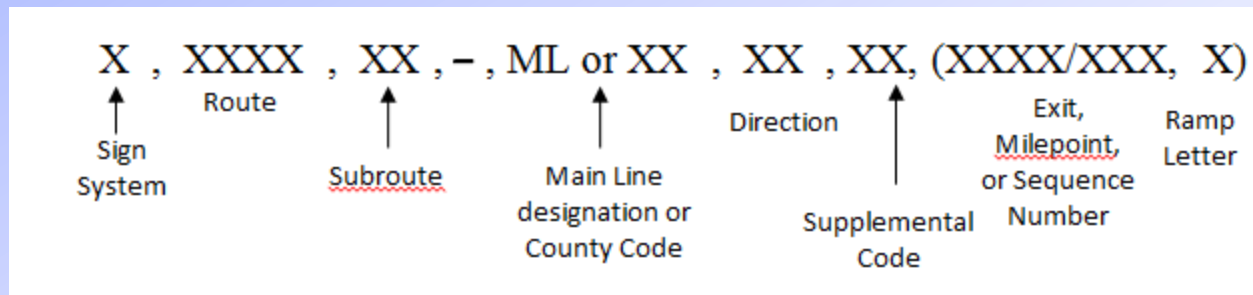 X , XXXX , XX , – , ML or XX , XX , XX, (XXXX/XXX, X)
Sign
System
Route
Subroute
Main Line
designation or
County Code
Direction
Supplemental
Code
Exit,
Milepoint,
or Sequence
Number
Ramp
Letter